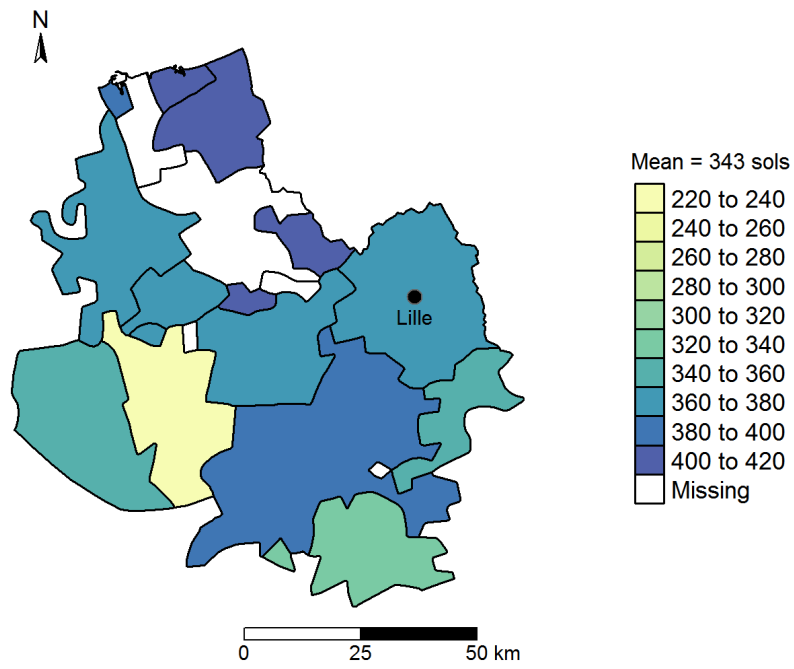 N
Mean = 343 sols
220 to 240
240 to 260
260 to 280
280 to 300
300 to 320
320 to 340
340 to 360
360 to 380
380 to 400
400 to 420
Missing
Lille
0 25 50 km